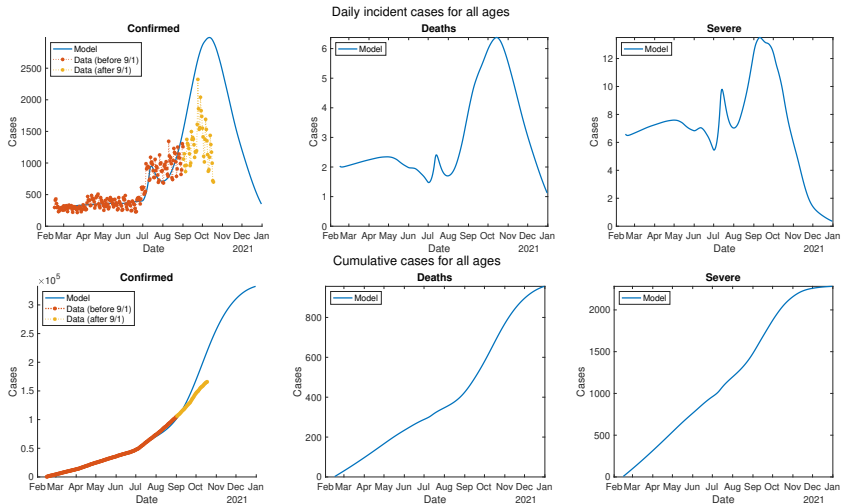 Daily incident cases for all ages
Confirmed
Model
Data (before 9/1)
Data (after 9/1)
Cases
0
500
1000
1500
2000
2500
Feb Mar Apr May Jun Jul Aug Sep Oct Nov Dec Jan
Date
2021
Deaths
Model
Cases
0
1
2
3
4
5
6
Feb Mar Apr May Jun Jul Aug Sep Oct Nov Dec Jan
Date
2021
Severe
Model
Cases
0
2
4
6
8
10
12
Feb Mar Apr May Jun Jul Aug Sep Oct Nov Dec Jan
Date
2021
Cumulative cases for all ages
Confirmed
×10⁵
Model
Data (before 9/1)
Data (after 9/1)
Cases
0
0.5
1
1.5
2
2.5
3
Feb Mar Apr May Jun Jul Aug Sep Oct Nov Dec Jan
Date
2021
Deaths
Model
Cases
0
200
400
600
800
Feb Mar Apr May Jun Jul Aug Sep Oct Nov Dec Jan
Date
2021
Severe
Model
Cases
0
500
1000
1500
2000
Feb Mar Apr May Jun Jul Aug Sep Oct Nov Dec Jan
Date
2021